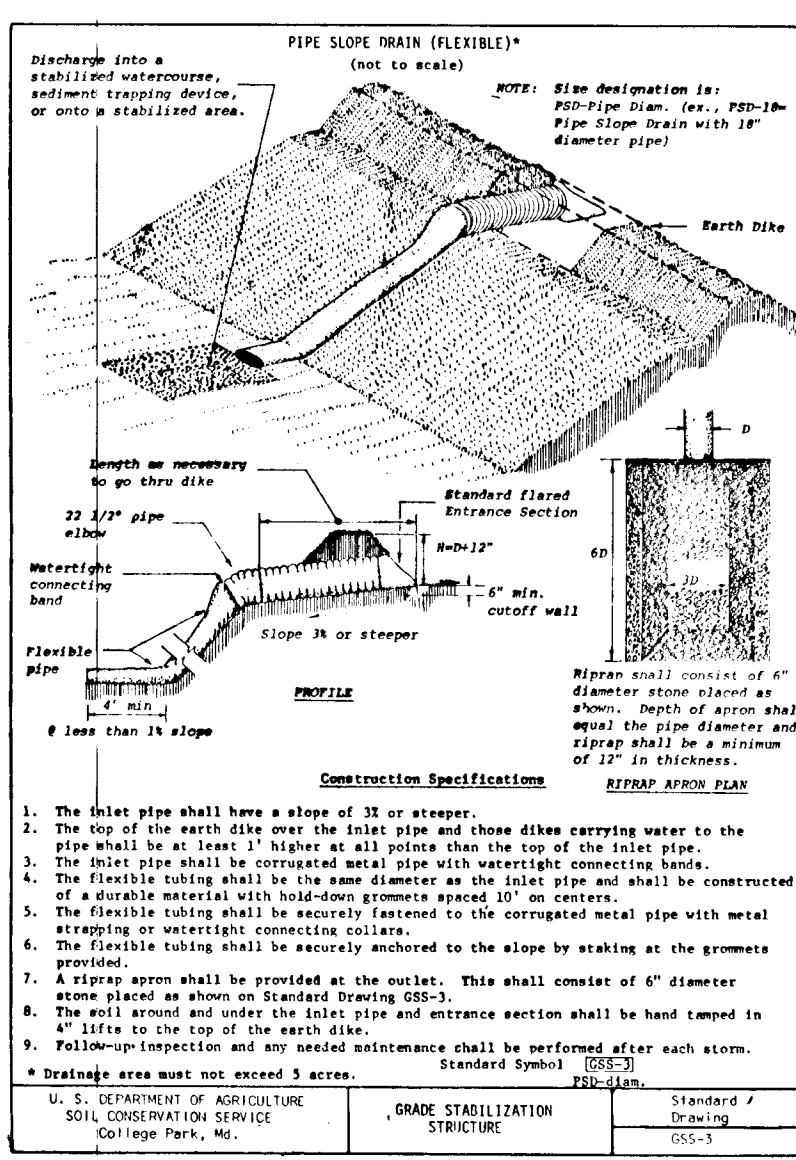 PIPE SLOPE DRAIN (FLEXIBLE)*
(not to scale)
Discharge into a
stabilized watercourse,
sediment trapping device,
or onto a stabilized area.
NOTE: Size designation is:
PSD-Pipe Diam. (ex., PSD-18=
Pipe Slope Drain with 18"
diameter pipe)
Earth Dike
D
6D
3D
Length as necessary
to go thru dike
Standard flared
Entrance Section
22 1/2° pipe
elbow
H=D+12"
Watertight
connecting
band
6" min.
cutoff wall
Slope 3% or steeper
Flexible
pipe
PROFILE
4' min
@ less than 1% slope
Riprap shall consist of 6"
diameter stone placed as
shown. Depth of apron shal
equal the pipe diameter and
riprap shall be a minimum
of 12" in thickness.
RIPRAP APRON PLAN
Construction Specifications
1. The inlet pipe shall have a slope of 3% or steeper.
2. The top of the earth dike over the inlet pipe and those dikes carrying water to the
pipe shall be at least 1' higher at all points than the top of the inlet pipe.
3. The inlet pipe shall be corrugated metal pipe with watertight connecting bands.
4. The flexible tubing shall be the same diameter as the inlet pipe and shall be constructed
of a durable material with hold-down grommets spaced 10' on centers.
5. The flexible tubing shall be securely fastened to the corrugated metal pipe with metal
strapping or watertight connecting collars.
6. The flexible tubing shall be securely anchored to the slope by staking at the grommets
provided.
7. A riprap apron shall be provided at the outlet. This shall consist of 6" diameter
stone placed as shown on Standard Drawing GSS-3.
8. The soil around and under the inlet pipe and entrance section shall be hand tamped in
4" lifts to the top of the earth dike.
9. Follow-up inspection and any needed maintenance chall be performed after each storm.
Standard Symbol GSS-3
* Drainage area must not exceed 5 acres.
PSD-diam.
U. S. DEPARTMENT OF AGRICULTURE
SOIL CONSERVATION SERVICE
College Park, Md.
GRADE STABILIZATION
STRUCTURE
Standard
Drawing
GSS-3